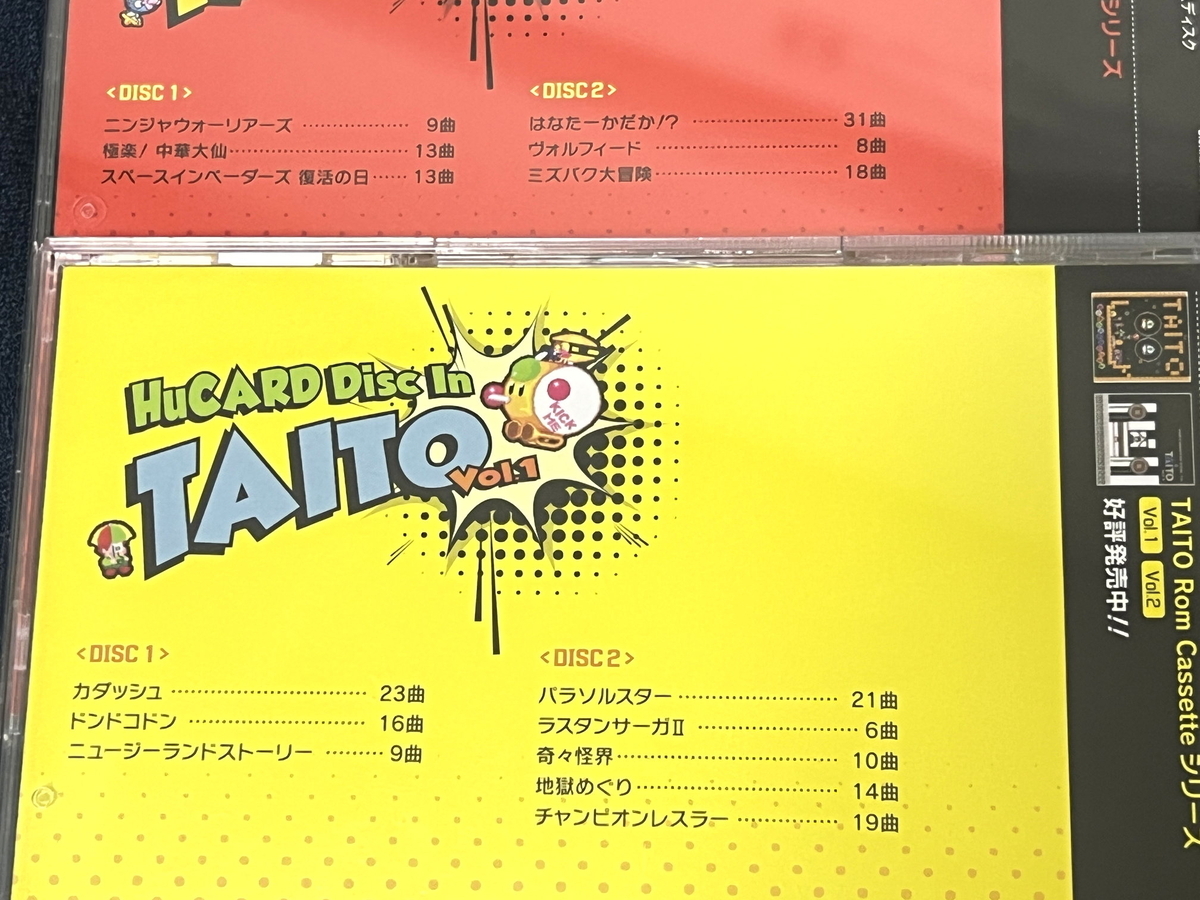 <DISC 1>
ニンジャウォーリアーズ ………… 9曲
極楽!中華大仙 ………… 13曲
スペースインベーダーズ 復活の日 …… 13曲
<DISC 2>
はなたーかだか!? ………… 31曲
ヴォルフィード ………… 8曲
ミズバク大冒険 ………… 18曲
シリーズ
ディスク
HuCARD Disc In
TAITO
Vol.1
KICK
ME
<DISC 1>
カダッシュ ………… 23曲
ドンドコドン ………… 16曲
ニュージーランドストーリー ……… 9曲
<DISC 2>
パラソルスター ………… 21曲
ラスタンサーガⅡ ………… 6曲
奇々怪界 ………… 10曲
地獄めぐり ………… 14曲
チャンピオンレスラー ………… 19曲
TAITO
TAITO
TAITO Rom Cassette シリーズ
Vol.1 Vol.2
好評発売中!!